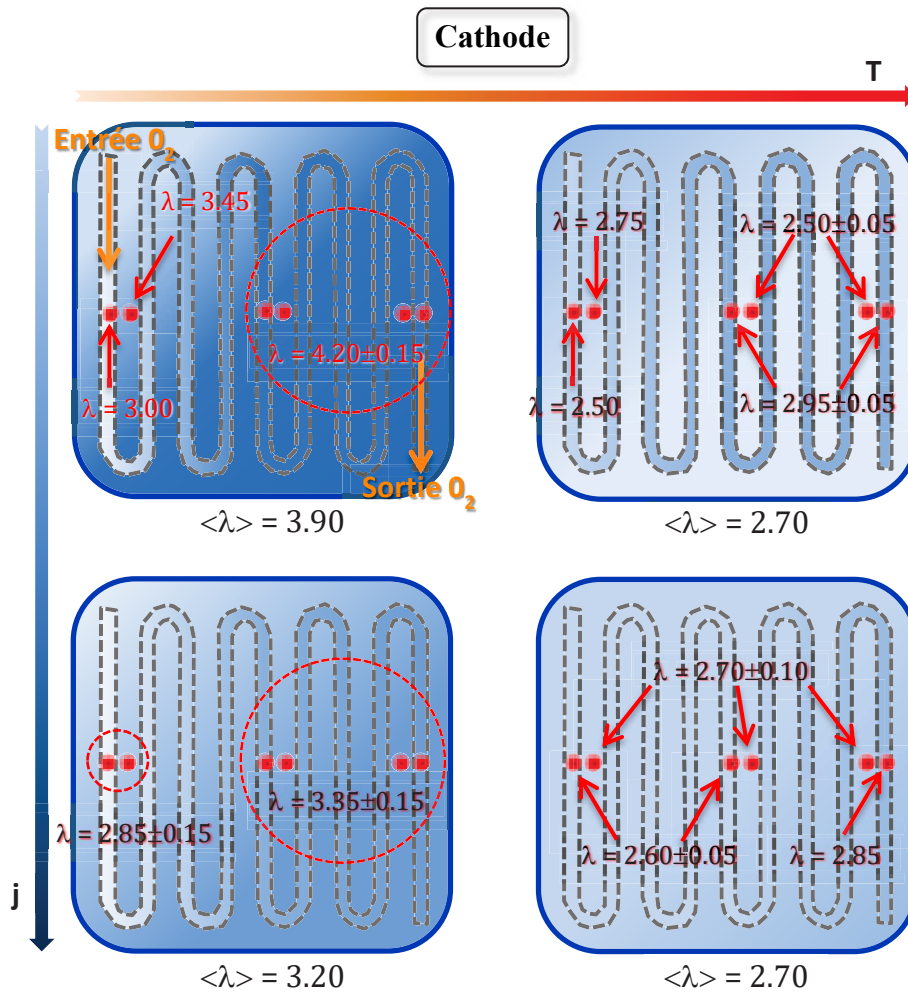 Cathode
T
Entrée 0₂
λ = 3.45
λ = 4.20±0.15
λ = 3.00
Sortie 0₂
<λ> = 3.90
λ = 2.75
λ = 2.50±0.05
λ = 2.50
λ = 2.95±0.05
<λ> = 2.70
j
λ = 2.85±0.15
λ = 3.35±0.15
<λ> = 3.20
λ = 2.70±0.10
λ = 2.60±0.05
λ = 2.85
<λ> = 2.70